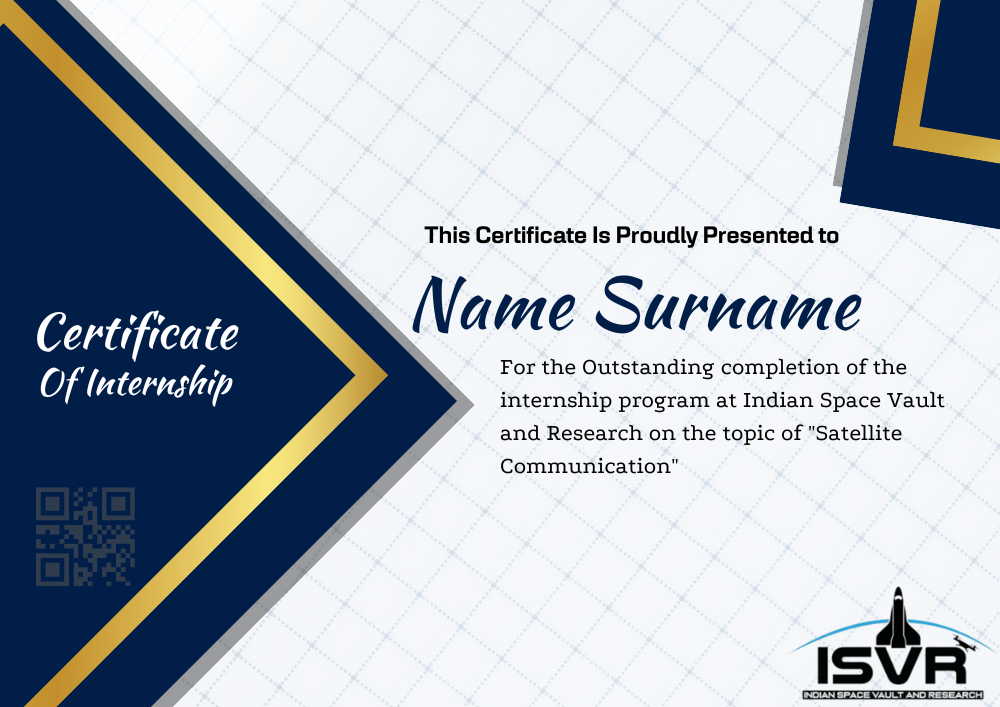 Certificate
Of Internship
This Certificate Is Proudly Presented to
Name Surname
For the Outstanding completion of the
internship program at Indian Space Vault
and Research on the topic of "Satellite
Communication"
ISVR
INDIAN SPACE VAULT AND RESEARCH